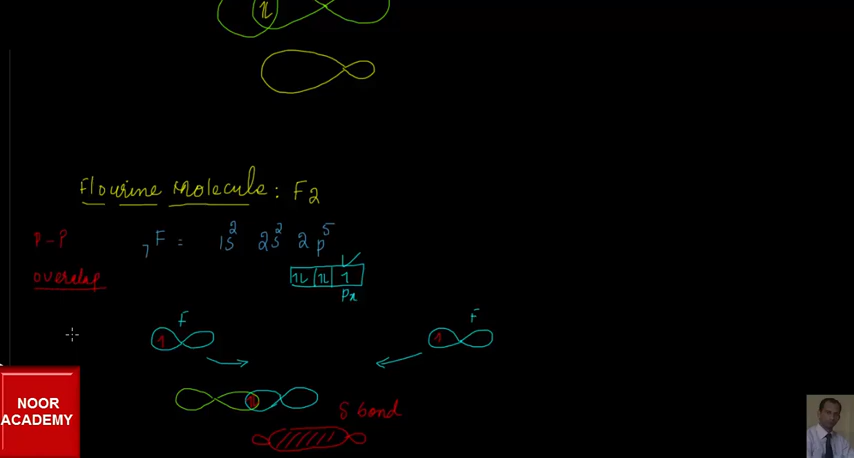 Flourine Molecule: F2
P-P
overlap
7F = 1s2 2s2 2p5
Px
F
F
δ bond
NOOR
ACADEMY